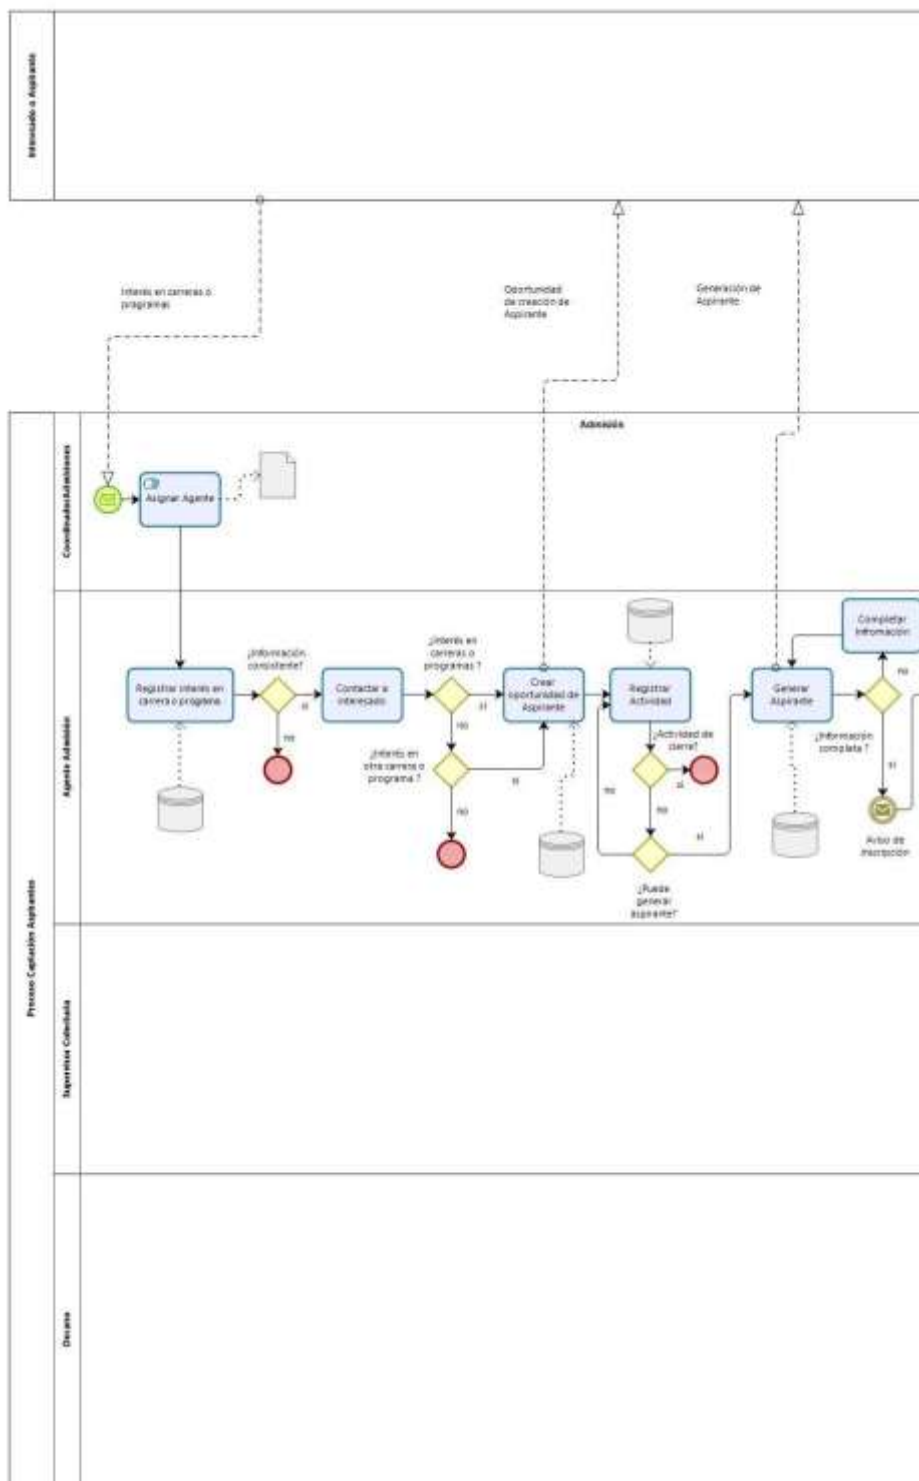 Interesado o Aspirante
Interés en carreras o
programas
Oportunidad
de creación de
Aspirante
Generación de
Aspirante
Proceso Captación Aspirantes
Admisión
Coordinador Admisiones
Asignar Agente
Agente Admisión
Registrar interés en
carrera o programa
¿Información
consistente?
si
no
Contactar a
interesado
¿Interés en
carreras o
programas ?
si
no
¿Interés en
otra carrera o
programa ?
si
no
Crear
oportunidad de
Aspirante
Registrar
Actividad
¿Actividad de
cierre?
si
no
no
si
¿Puede
generar
aspirante?
Generar
Aspirante
Completar
Información
no
¿Información
completa ?
si
Aviso de
inscripción
Supervisor
Decano